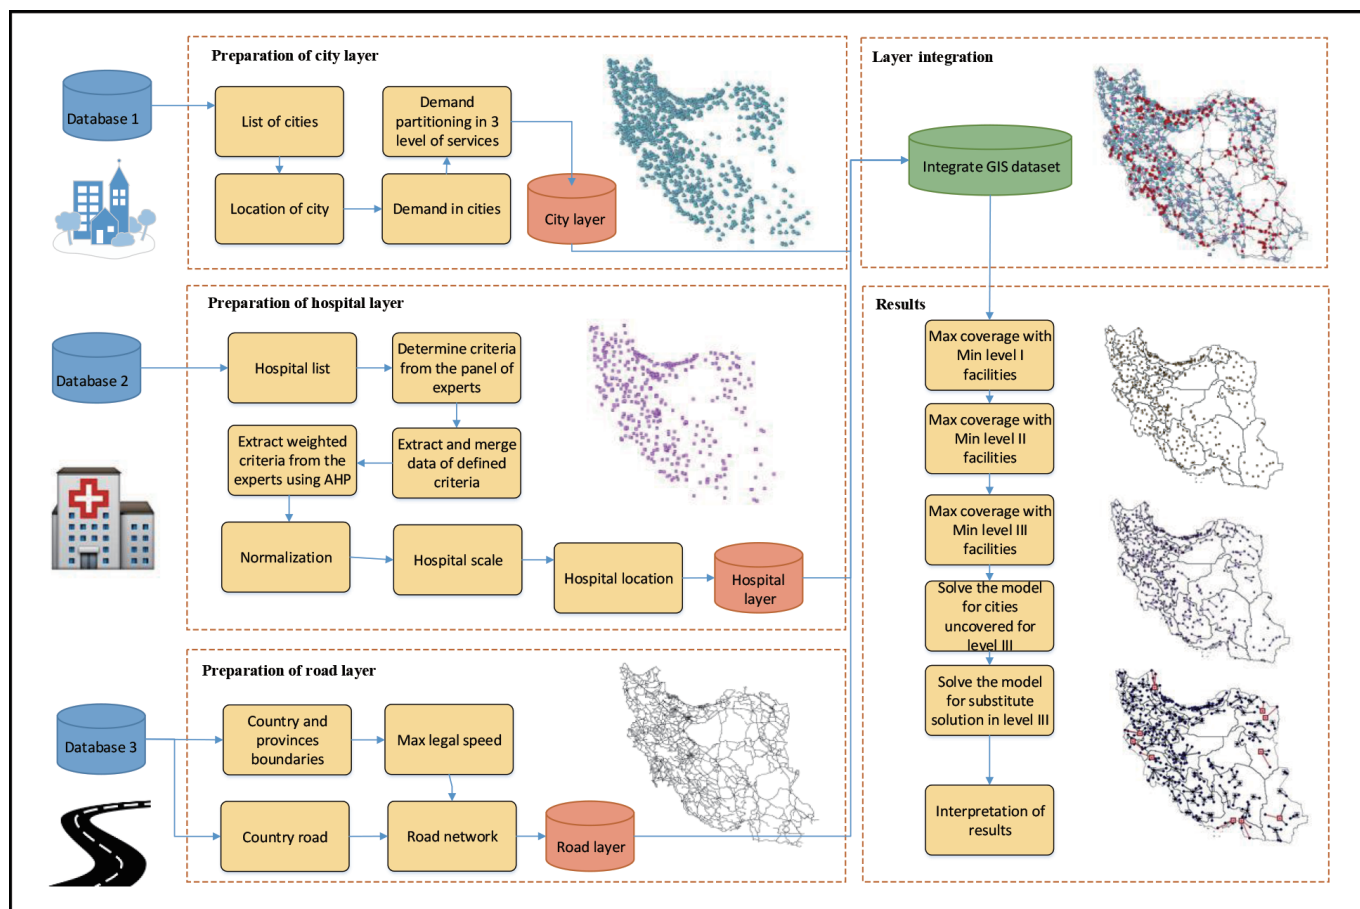 Preparation of city layer
Database 1
List of cities
Demand
partitioning in 3
level of services
Location of city
Demand in cities
City layer
Layer integration
Integrate GIS dataset
Preparation of hospital layer
Database 2
Hospital list
Determine criteria
from the panel of
experts
Extract weighted
criteria from the
experts using AHP
Extract and merge
data of defined
criteria
Normalization
Hospital scale
Hospital location
Hospital
layer
Preparation of road layer
Database 3
Country and
provinces
boundaries
Max legal speed
Country road
Road network
Road layer
Results
Max coverage with
Min level I
facilities
Max coverage with
Min level II
facilities
Max coverage with
Min level III
facilities
Solve the model
for cities
uncovered for
level III
Solve the model
for substitute
solution in level III
Interpretation of
results